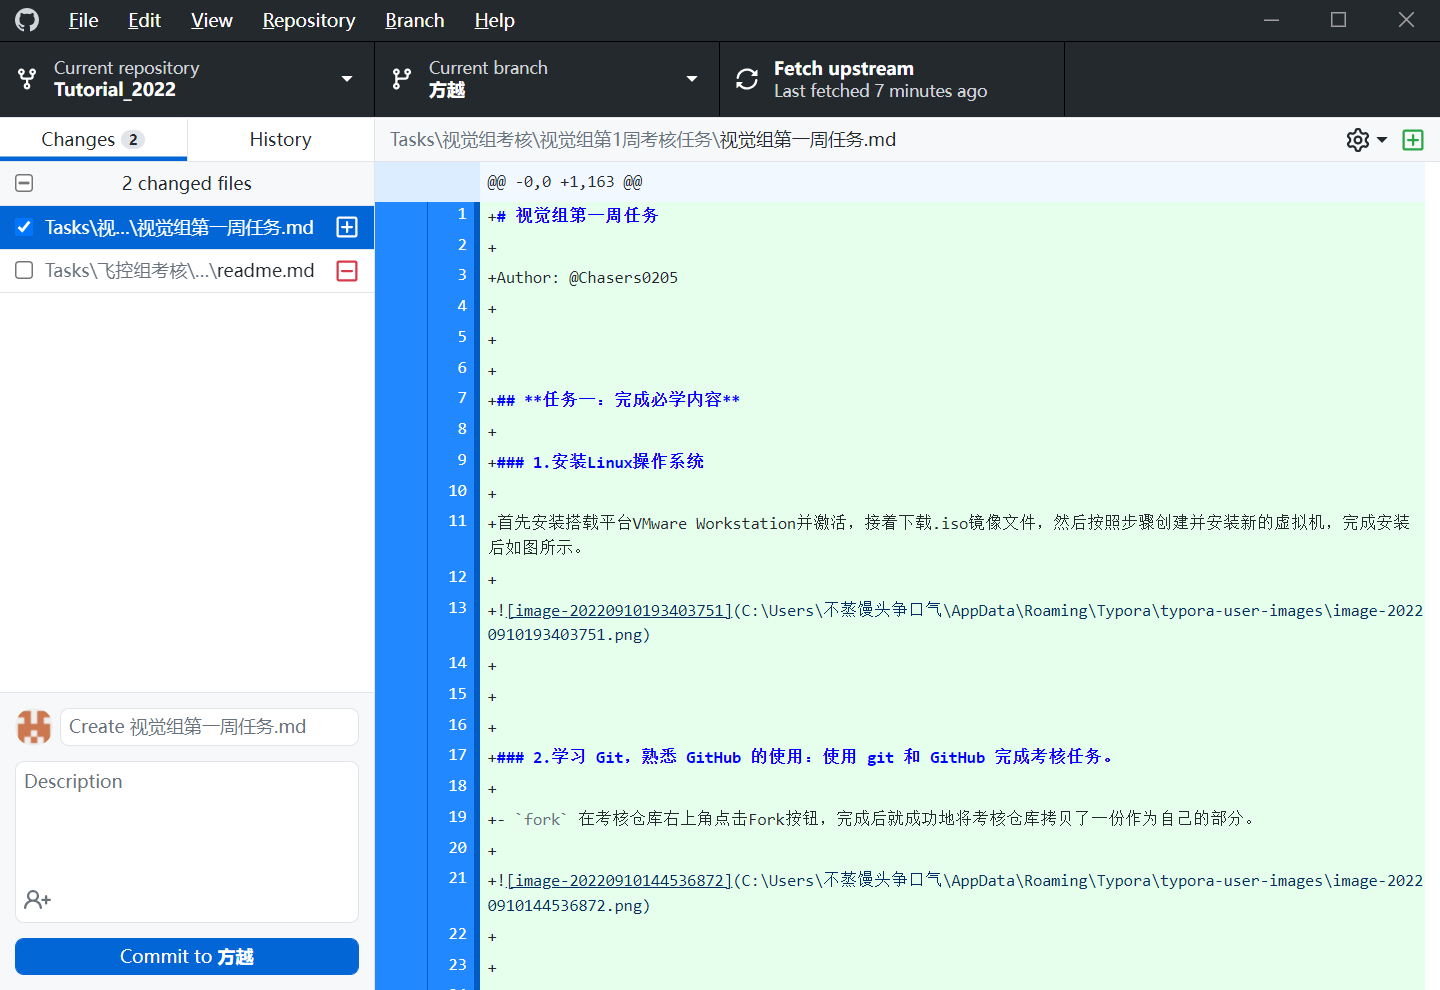 File Edit View Repository Branch Help
Current repository
Tutorial_2022
Current branch
方越
Fetch upstream
Last fetched 7 minutes ago
Changes 2
History
Tasks\视觉组考核\视觉组第1周考核任务\视觉组第一周任务.md
2 changed files
Tasks\视...\视觉组第一周任务.md
Tasks\飞控组考核\...\readme.md
Create 视觉组第一周任务.md
Description
Commit to 方越
@@ -0,0 +1,163 @@
1 +# 视觉组第一周任务
2 +
3 +Author: @Chasers0205
4 +
5 +
6 +
7 +## **任务一：完成必学内容**
8 +
9 +### 1.安装Linux操作系统
10 +
11 +首先安装搭载平台VMware Workstation并激活，接着下载.iso镜像文件，然后按照步骤创建并安装新的虚拟机，完成安装
后如图所示。
12 +
13 +![image-20220910193403751](C:\Users\不蒸馒头争口气\AppData\Roaming\Typora\typora-user-images\image-2022
0910193403751.png)
14 +
15 +
16 +
17 +### 2.学习 Git，熟悉 GitHub 的使用：使用 git 和 GitHub 完成考核任务。
18 +
19 +- `fork` 在考核仓库右上角点击Fork按钮，完成后就成功地将考核仓库拷贝了一份作为自己的部分。
20 +
21 +![image-20220910144536872](C:\Users\不蒸馒头争口气\AppData\Roaming\Typora\typora-user-images\image-2022
0910144536872.png)
22 +
23 +